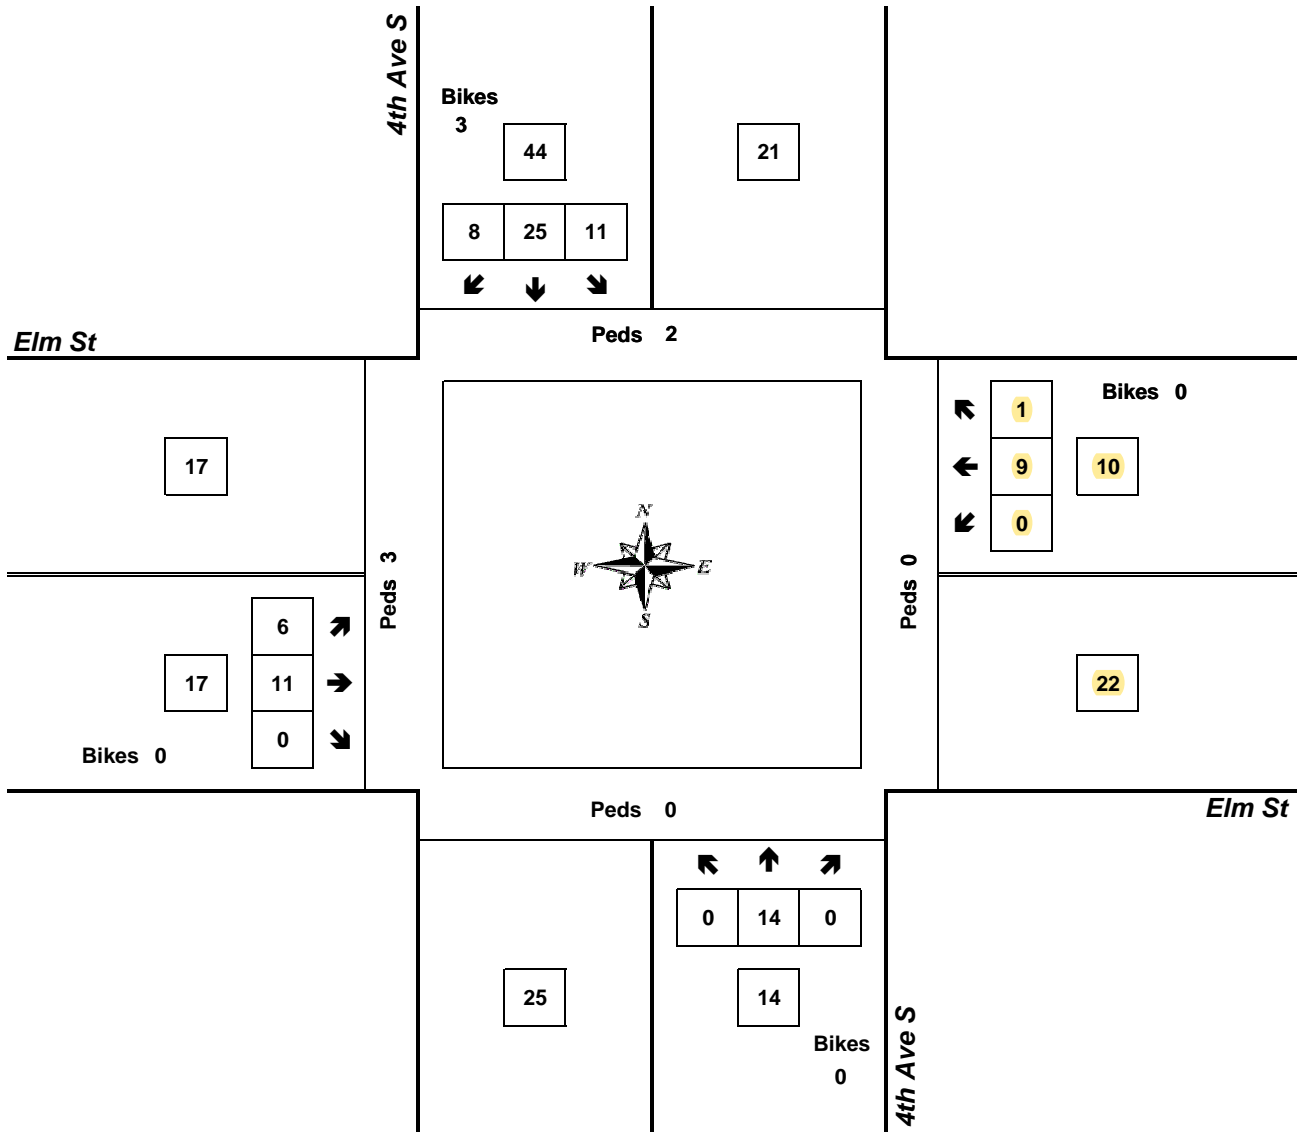 4th Ave S
Bikes
3
44
21
8 25 11
Peds 2
Elm St
Bikes 0
1
17
9 10
0
N
W E
S
Peds 3
Peds 0
6
17 11
22
0
Bikes 0
Peds 0
Elm St
0 14 0
25
14
Bikes
0
4th Ave S